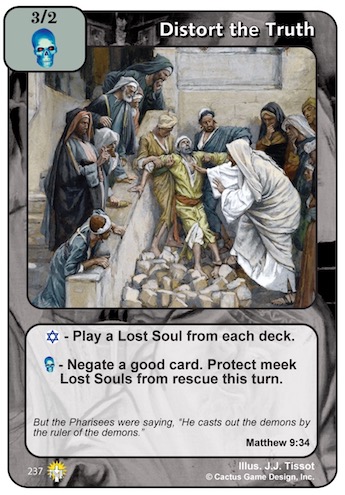 3/2
Distort the Truth
- Play a Lost Soul from each deck.
- Negate a good card. Protect meek
Lost Souls from rescue this turn.
But the Pharisees were saying, "He casts out the demons by
the ruler of the demons."
Matthew 9:34
237
Illus. J.J. Tissot
© Cactus Game Design, Inc.